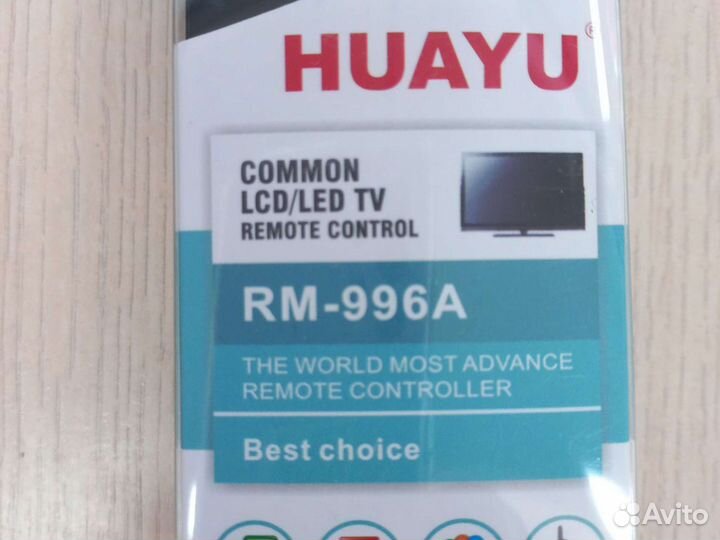 HUAYU®
COMMON
LCD/LED TV
REMOTE CONTROL
RM-996A
THE WORLD MOST ADVANCE
REMOTE CONTROLLER
Best choice
Avito